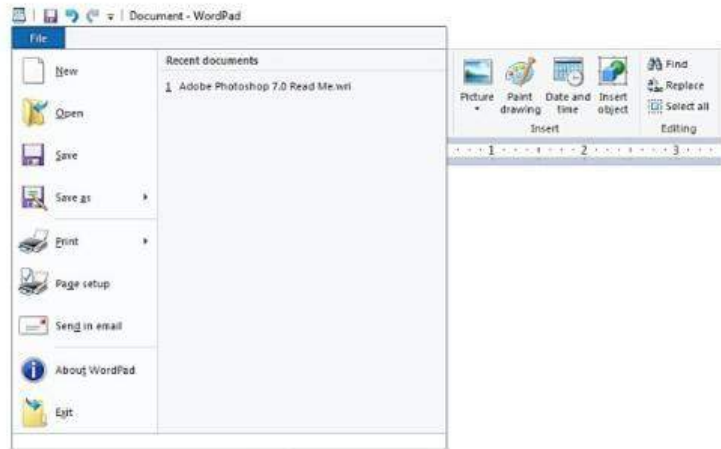 Document - WordPad
File
New
Open
Save
Save as
Print
Page setup
Send in email
About WordPad
Exit
Recent documents
1 Adobe Photoshop 7.0 Read Me.wri
Picture
Paint drawing
Date and time
Insert object
Insert
Find
Replace
Select all
Editing
1 2 3